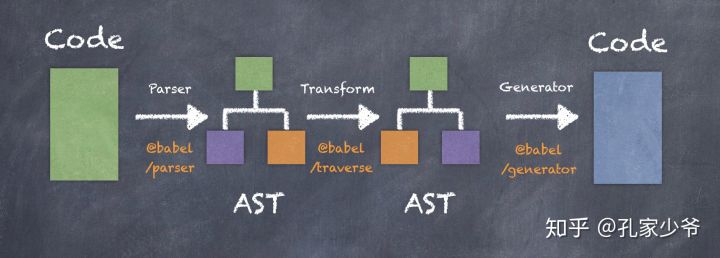 Code
Parser
@babel
/parser
AST
Transform
@babel
/traverse
AST
Generator
@babel
/generator
Code
知乎 @孔家少爷